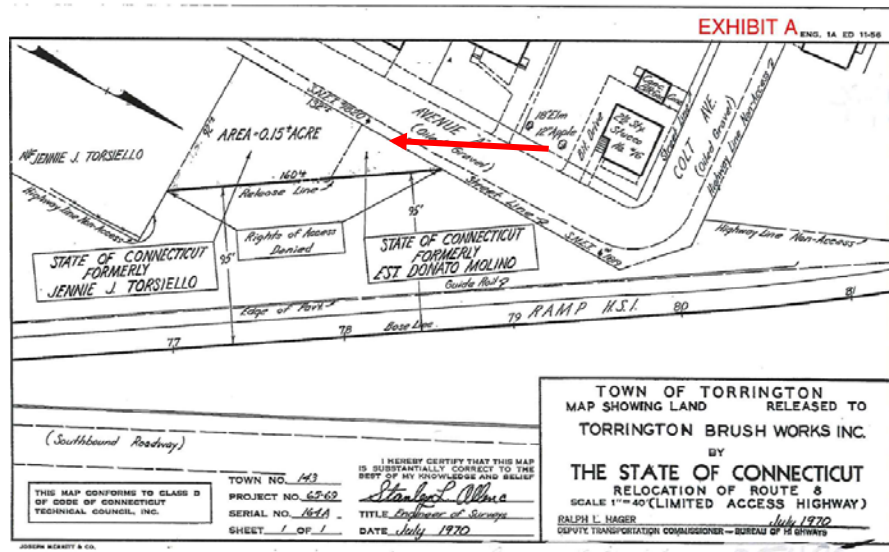 EXHIBIT A
ENG. 1A ED 11-56
N/F JENNIE J. TORSIELLO
92'±
AREA=0.15±ACRE
132'±
AVENUE
(Oiled Gravel)
18"Elm
12"Apple
Bit. Drive
2½ Sty.
Stucco
No. 76
Conc.
Street Line
COLT AVE.
(Oiled Gravel)
Highway Line Non-Access
160'±
Release Line
Street Line
Highway Line Non-Access
Rights of Access
Denied
95'
95'
STATE OF CONNECTICUT
FORMERLY
JENNIE J. TORSIELLO
STATE OF CONNECTICUT
FORMERLY
EST. DONATO MOLINO
Highway Line Non-Access
Guide Rail
Edge of Pav't
RAMP H.S.I.
Base Line
77
78
79
80
81
(Southbound Roadway)
THIS MAP CONFORMS TO CLASS D
OF CODE OF CONNECTICUT
TECHNICAL COUNCIL, INC.
TOWN NO. 143
PROJECT NO. 65-69
SERIAL NO. 164A
SHEET 1 OF 1
I HEREBY CERTIFY THAT THIS MAP
IS SUBSTANTIALLY CORRECT TO THE
BEST OF MY KNOWLEDGE AND BELIEF
TITLE Engineer of Surveys
DATE July 1970
TOWN OF TORRINGTON
MAP SHOWING LAND RELEASED TO
TORRINGTON BRUSH WORKS INC.
BY
THE STATE OF CONNECTICUT
RELOCATION OF ROUTE 8
SCALE 1"=40' (LIMITED ACCESS HIGHWAY)
RALPH L. HAGER July 1970
DEPUTY TRANSPORTATION COMMISSIONER — BUREAU OF HIGHWAYS
JOSEPH MERRITT & CO.